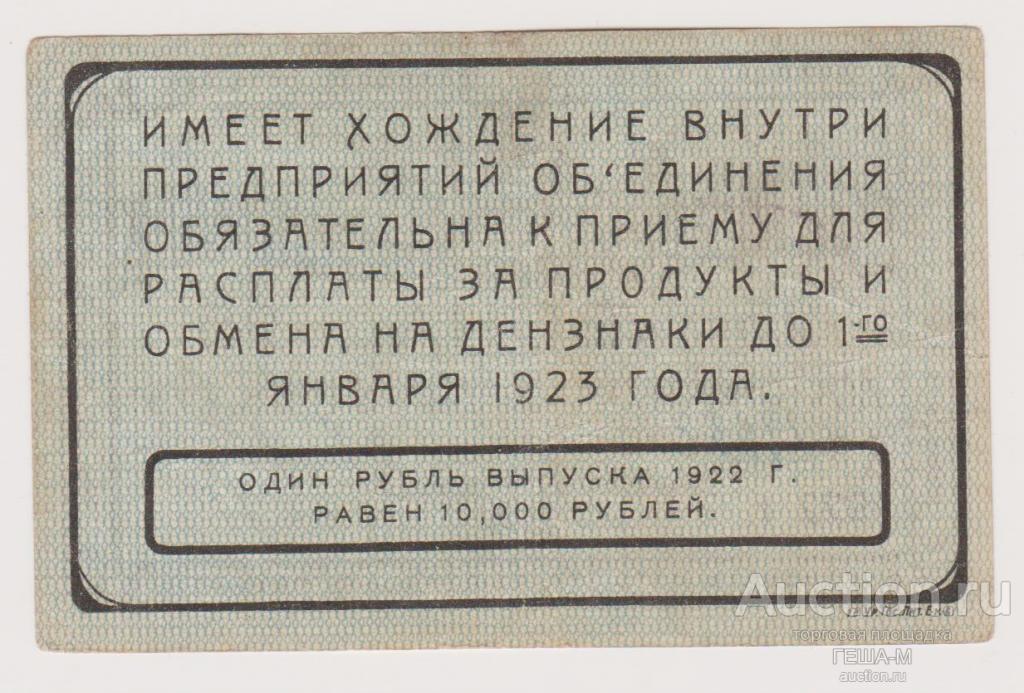 ИМЕЕТ ХОЖДЕНИЕ ВНУТРИ
ПРЕДПРИЯТИЙ ОБ'ЕДИНЕНИЯ
ОБЯЗАТЕЛЬНА К ПРИЕМУ ДЛЯ
РАСПЛАТЫ ЗА ПРОДУКТЫ И
ОБМЕНА НА ДЕНЗНАКИ ДО 1-го
ЯНВАРЯ 1923 ГОДА.
ОДИН РУБЛЬ ВЫПУСКА 1922 Г.
РАВЕН 10,000 РУБЛЕЙ.
Auction.ru
торговая площадка
ГЕША-М
auction.ru